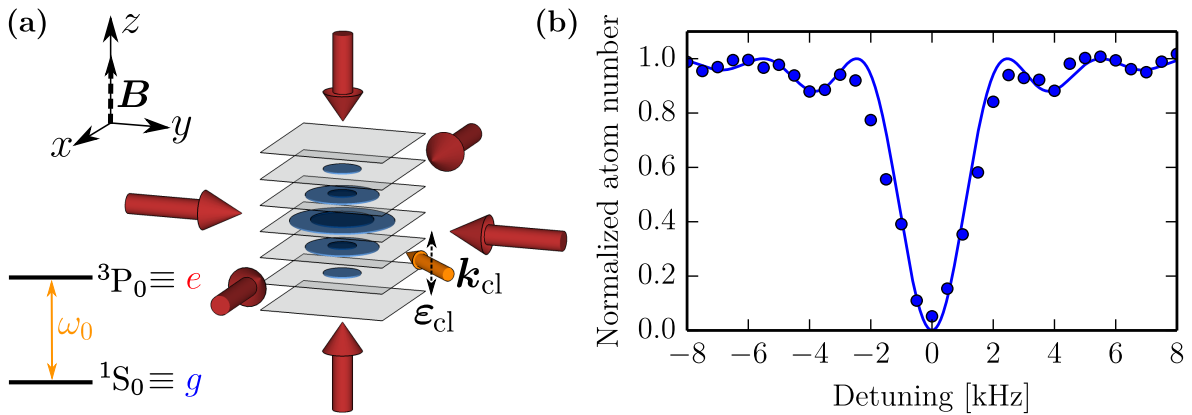 (a)
z
B
x
y
³P₀≡ e
ω₀
¹S₀≡ g
k_cl
ε_cl
(b)
Normalized atom number
1.0
0.8
0.6
0.4
0.2
0.0
−8 −6 −4 −2 0 2 4 6 8
Detuning [kHz]